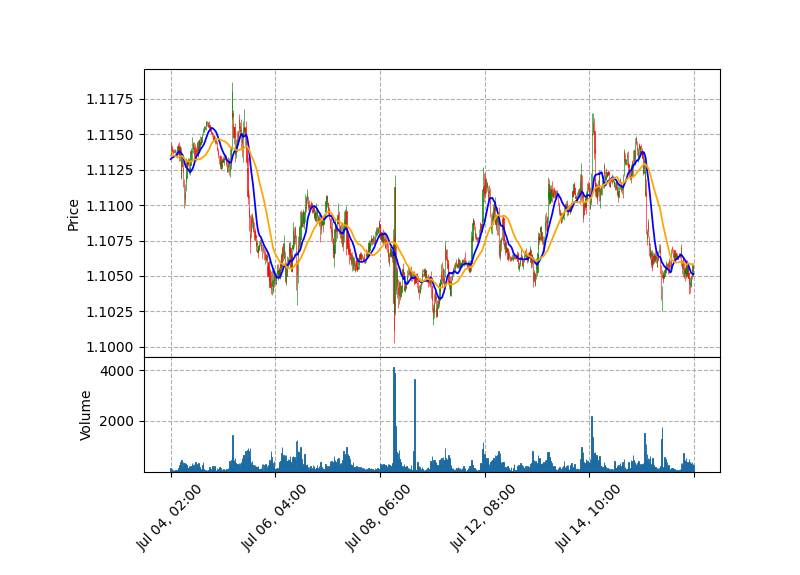 1.1175
1.1150
1.1125
1.1100
1.1075
1.1050
1.1025
1.1000
Price
4000
2000
Volume
Jul 04, 02:00
Jul 06, 04:00
Jul 08, 06:00
Jul 12, 08:00
Jul 14, 10:00